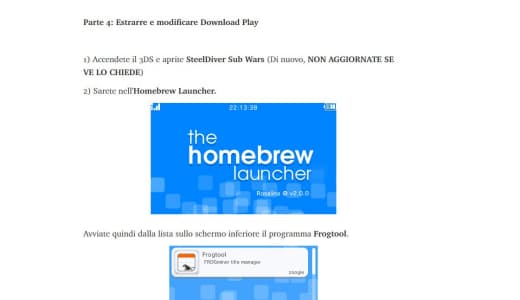 Parte 4: Estrarre e modificare Download Play
1) Accendete il 3DS e aprite SteelDiver Sub Wars (Di nuovo, NON AGGIORNATE SE
VE LO CHIEDE)
2) Sarete nell'Homebrew Launcher.
22:13:38
the
homebrew
launcher
Rosalina v2.0.0
Avviate quindi dalla lista sullo schermo inferiore il programma Frogtool.
Frogtool
title manager
zoogie